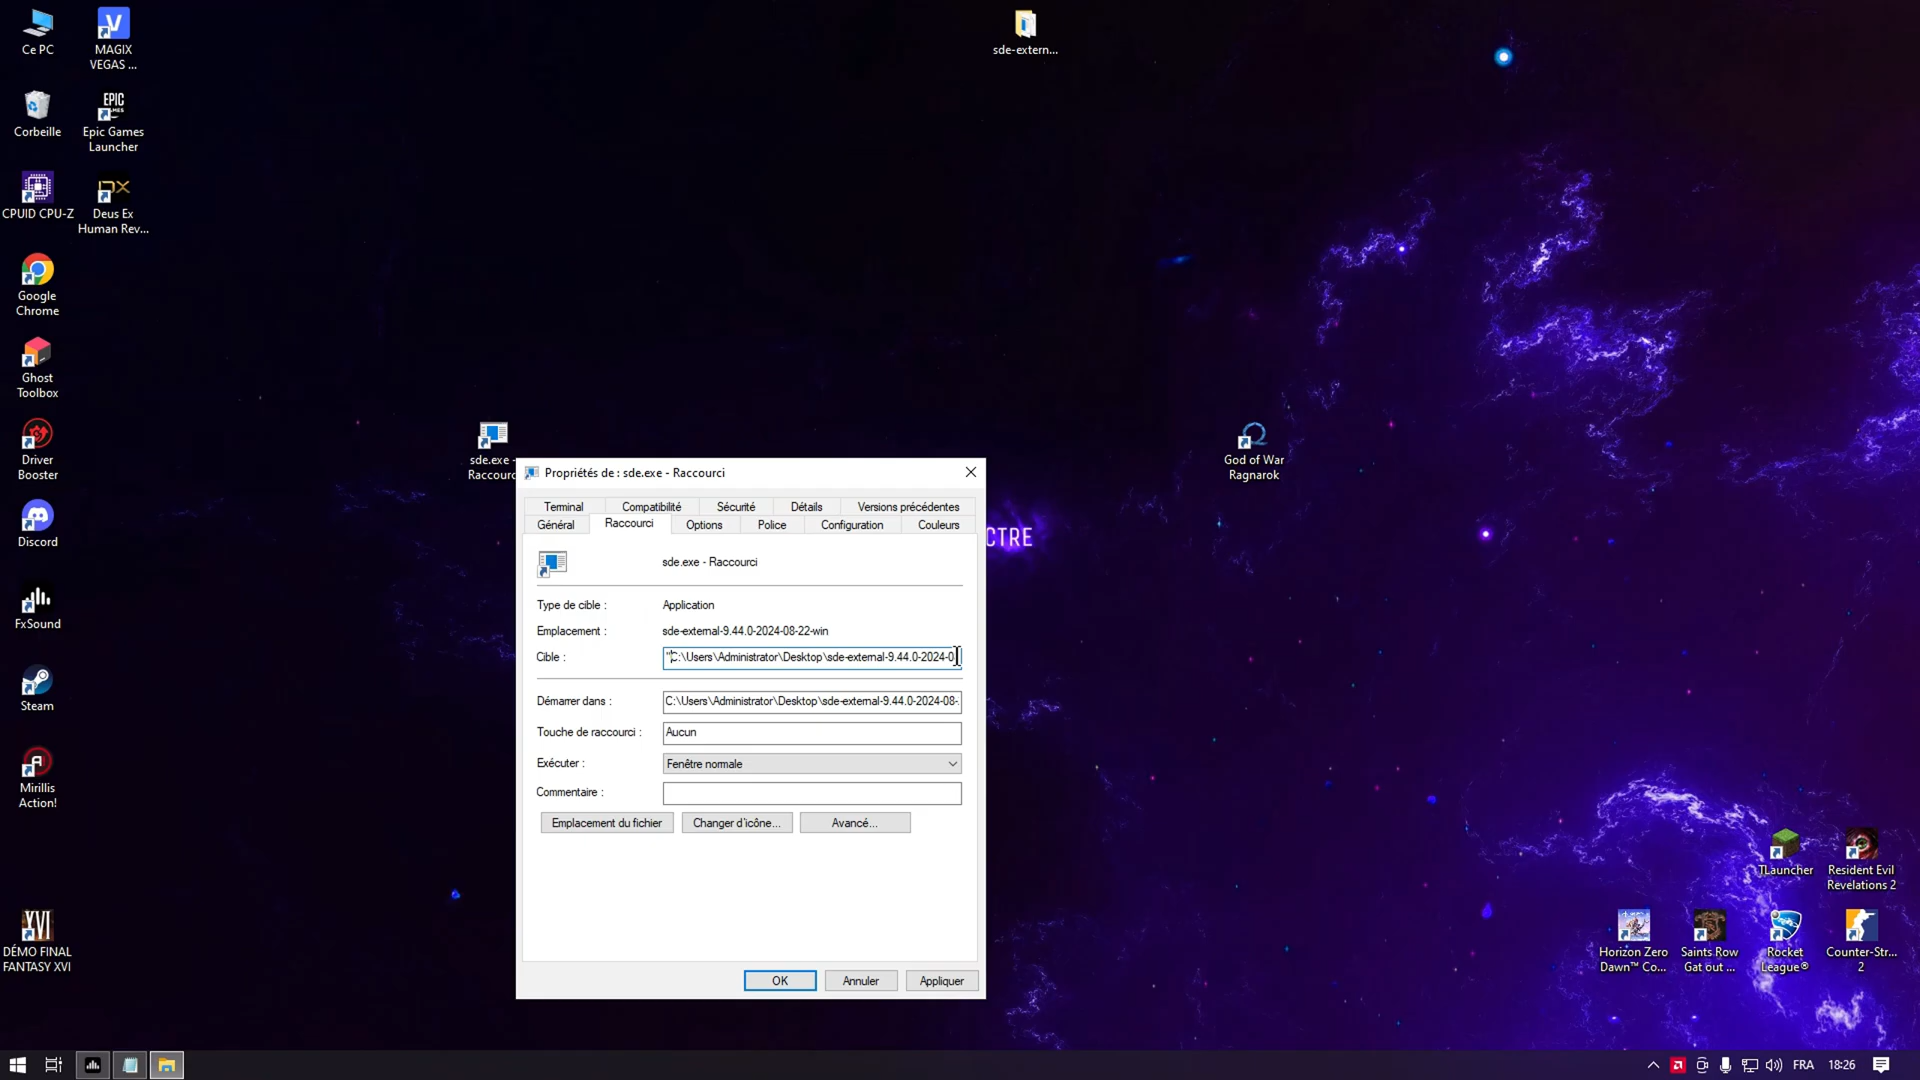 Ce PC
MAGIX
VEGAS ...
sde-extern...
Corbeille
EPIC
GAMES
Epic Games
Launcher
CPUID CPU-Z
Deus Ex
Human Rev...
Google
Chrome
Ghost
Toolbox
Driver
Booster
sde.exe -
Raccourc
God of War
Ragnarok
Discord
FxSound
Steam
Mirillis
Action!
XVI
DÉMO FINAL
FANTASY XVI
Propriétés de : sde.exe - Raccourci
Terminal
Compatibilité
Sécurité
Détails
Versions précédentes
Général
Raccourci
Options
Police
Configuration
Couleurs
CTRE
sde.exe - Raccourci
Type de cible :
Application
Emplacement :
sde-external-9.44.0-2024-08-22-win
Cible :
"C:\Users\Administrator\Desktop\sde-external-9.44.0-2024-0
Démarrer dans :
C:\Users\Administrator\Desktop\sde-external-9.44.0-2024-08-
Touche de raccourci :
Aucun
Exécuter :
Fenêtre normale
Commentaire :
Emplacement du fichier
Changer d'icône...
Avancé...
OK
Annuler
Appliquer
TLauncher
Resident Evil
Revelations 2
Horizon Zero
Dawn™ Co...
Saints Row
Gat out ...
Rocket
League®
Counter-Str...
2
FRA
18:26